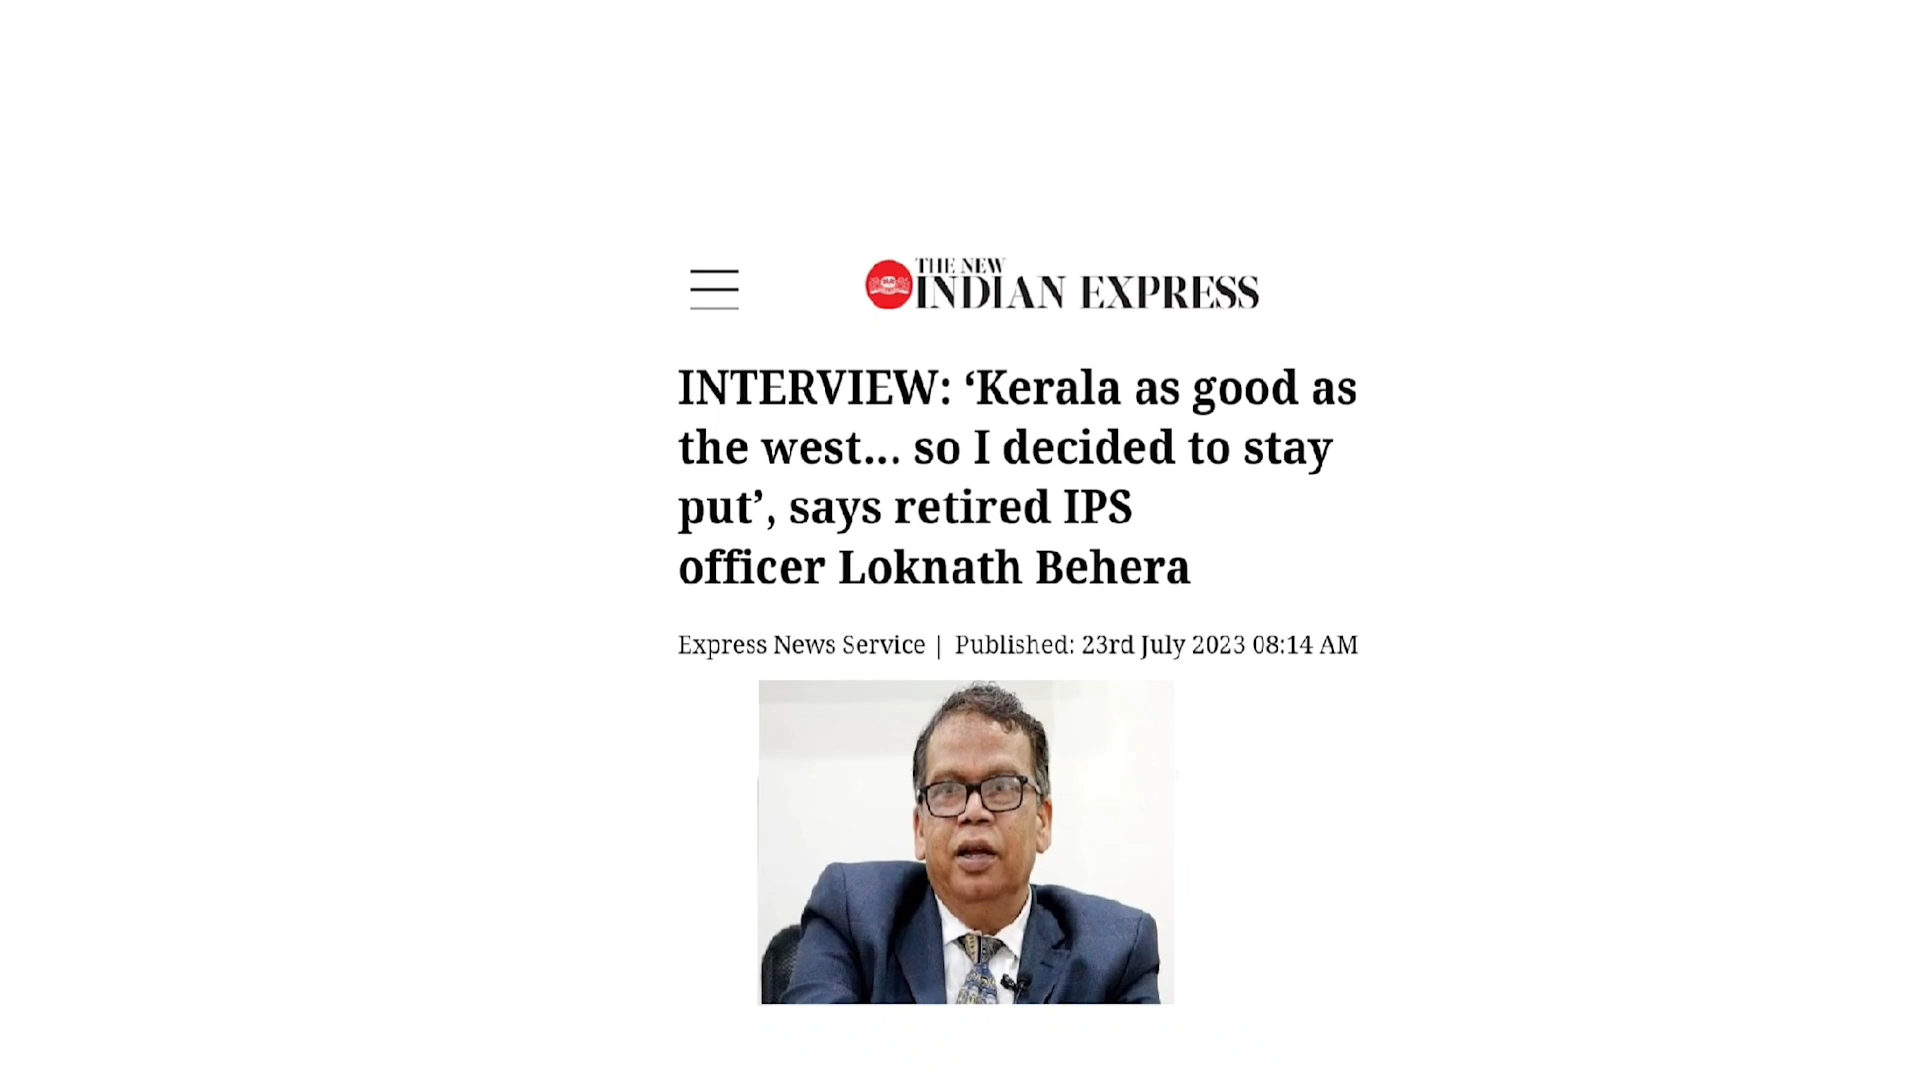 THE NEW
INDIAN EXPRESS
INTERVIEW: ‘Kerala as good as
the west... so I decided to stay
put’, says retired IPS
officer Loknath Behera
Express News Service | Published: 23rd July 2023 08:14 AM